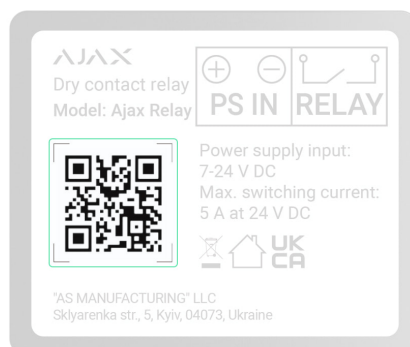 AJAX
Dry contact relay
Model: Ajax Relay
PS IN
RELAY
Power supply input:
7-24 V DC
Max. switching current:
5 A at 24 V DC
UK
CA
"AS MANUFACTURING" LLC
Sklyarenka str., 5, Kyiv, 04073, Ukraine